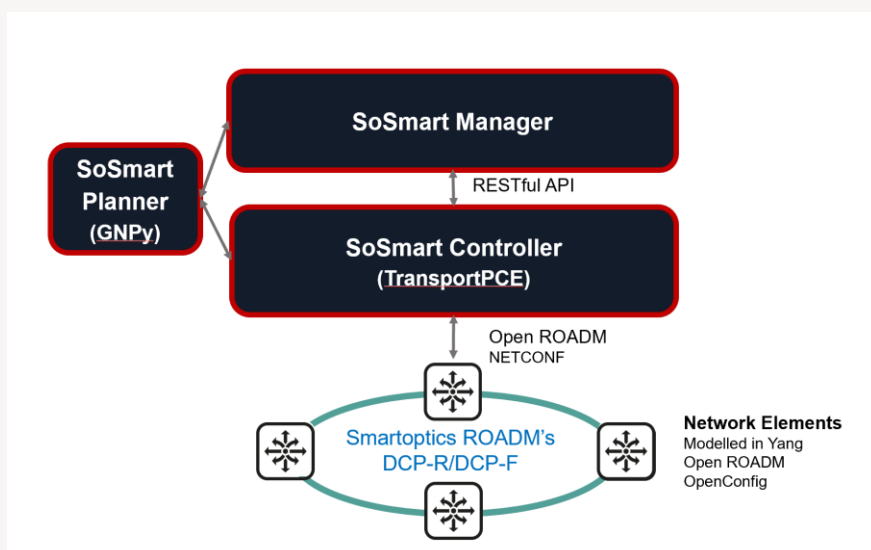 SoSmart Manager
SoSmart
Planner
(GNPy)
RESTful API
SoSmart Controller
(TransportPCE)
Open ROADM
NETCONF
Smartoptics ROADM's
DCP-R/DCP-F
Network Elements
Modelled in Yang
Open ROADM
OpenConfig